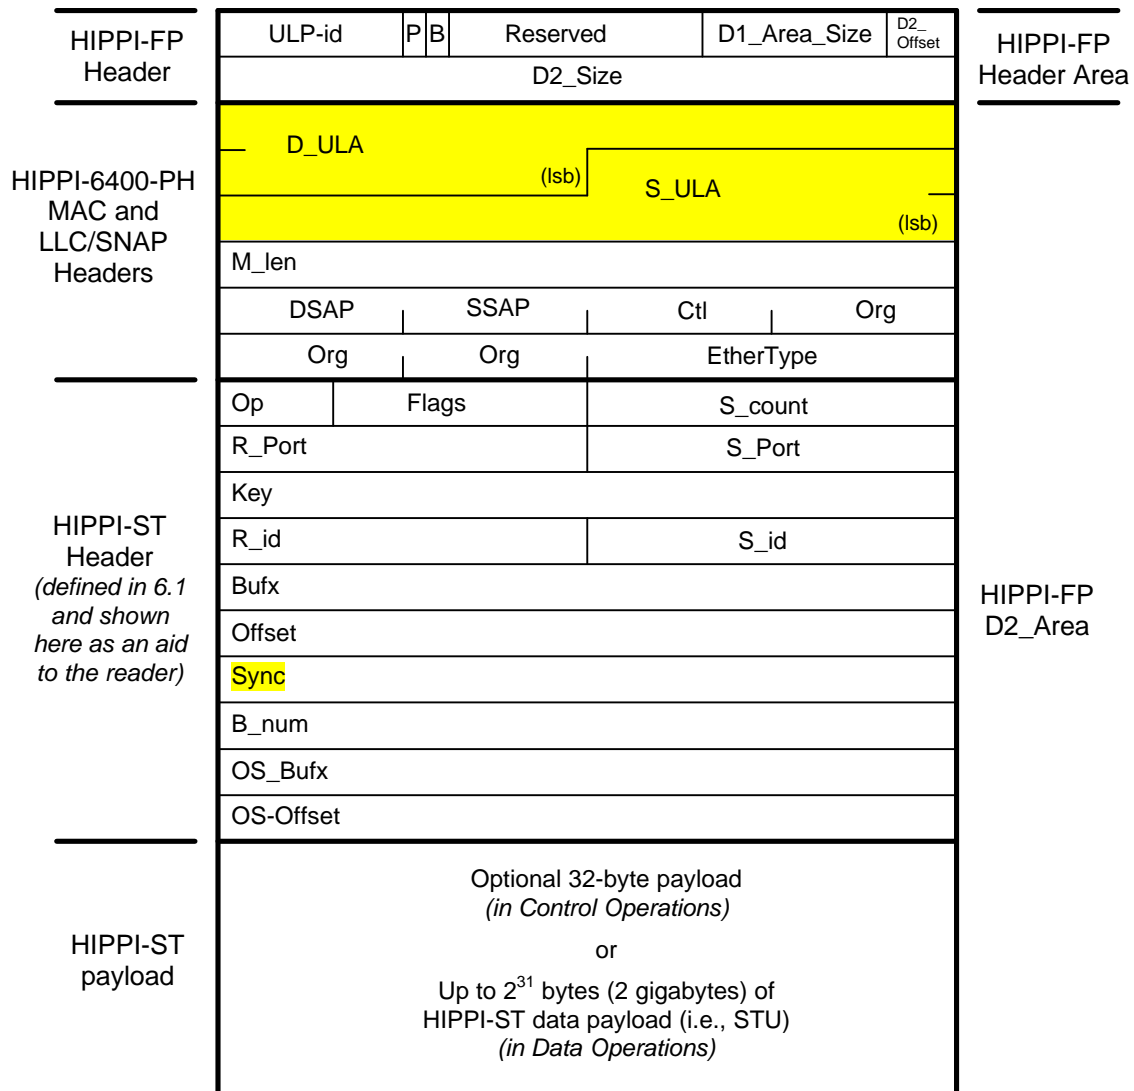 HIPPI-FP
Header
ULP-id P B Reserved D1_Area_Size D2_
Offset
D2_Size
HIPPI-FP
Header Area
HIPPI-6400-PH
MAC and
LLC/SNAP
Headers
D_ULA
(lsb)
S_ULA
(lsb)
M_len
DSAP SSAP Ctl Org
Org Org EtherType
HIPPI-ST
Header
(defined in 6.1
and shown
here as an aid
to the reader)
Op Flags S_count
R_Port S_Port
Key
R_id S_id
Bufx
Offset
Sync
B_num
OS_Bufx
OS-Offset
HIPPI-FP
D2_Area
HIPPI-ST
payload
Optional 32-byte payload
(in Control Operations)
or
Up to 2³¹ bytes (2 gigabytes) of
HIPPI-ST data payload (i.e., STU)
(in Data Operations)